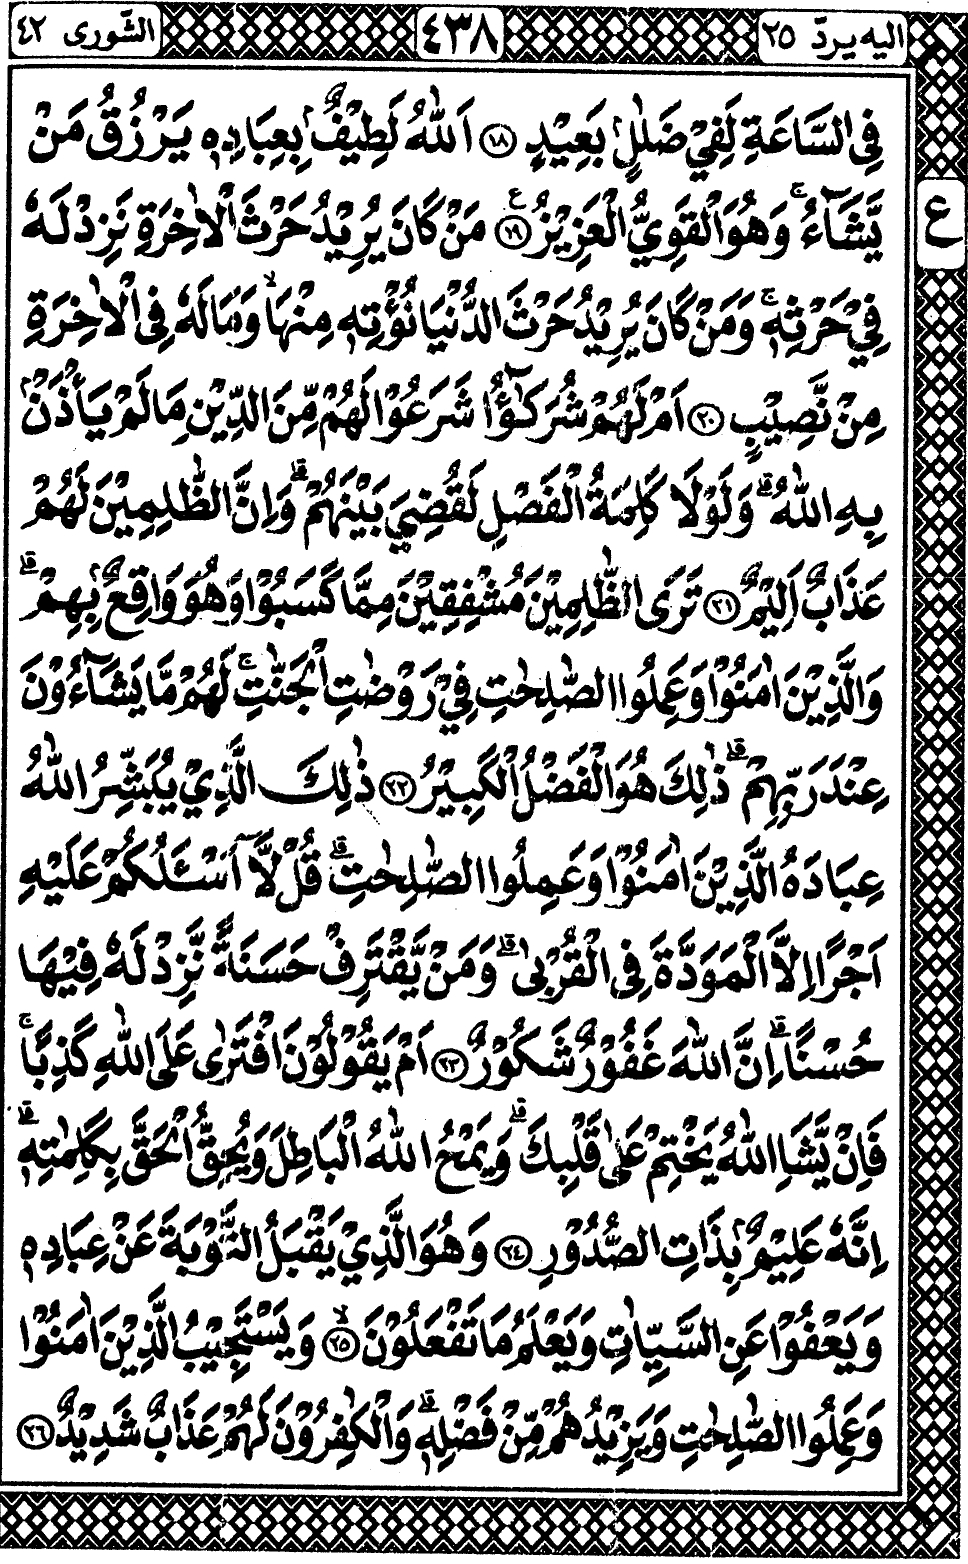 اليه يردّ ٢٥
٤٣٨
الشّورى ٤٢
فِى السَّاعَةِ لَفِيْ ضَلٰلٍۭ بَعِيْدٍ ﴿١٨﴾ اَللّٰهُ لَطِيْفٌۢ بِعِبَادِهٖ يَرْزُقُ مَنْ
يَّشَآءُ ۚ وَهُوَ الْقَوِيُّ الْعَزِيْزُ ﴿١٩﴾ ع مَنْ كَانَ يُرِيْدُ حَرْثَ الْاٰخِرَةِ نَزِدْ لَهٗ
ع
فِيْ حَرْثِهٖ ۚ وَمَنْ كَانَ يُرِيْدُ حَرْثَ الدُّنْيَا نُؤْتِهٖ مِنْهَا ۙ وَمَا لَهٗ فِى الْاٰخِرَةِ
مِنْ نَّصِيْبٍ ﴿٢٠﴾ اَمْ لَهُمْ شُرَكٰٓؤُا شَرَعُوْا لَهُمْ مِّنَ الدِّيْنِ مَا لَمْ يَاْذَنْۢ
بِهِ اللّٰهُ ۗ وَلَوْلَا كَلِمَةُ الْفَصْلِ لَقُضِيَ بَيْنَهُمْ ۗ وَاِنَّ الظّٰلِمِيْنَ لَهُمْ
عَذَابٌ اَلِيْمٌ ﴿٢١﴾ تَرَى الظّٰلِمِيْنَ مُشْفِقِيْنَ مِمَّا كَسَبُوْا وَهُوَ وَاقِعٌۢ بِهِمْ ۗ
وَالَّذِيْنَ اٰمَنُوْا وَعَمِلُوا الصّٰلِحٰتِ فِيْ رَوْضٰتِ الْجَنّٰتِ ۚ لَهُمْ مَّا يَشَآءُوْنَ
عِنْدَ رَبِّهِمْ ۗ ذٰلِكَ هُوَ الْفَضْلُ الْكَبِيْرُ ﴿٢٢﴾ ذٰلِكَ الَّذِيْ يُبَشِّرُ اللّٰهُ
عِبَادَهُ الَّذِيْنَ اٰمَنُوْا وَعَمِلُوا الصّٰلِحٰتِ ۗ قُلْ لَّآ اَسْـَٔلُكُمْ عَلَيْهِ
اَجْرًا اِلَّا الْمَوَدَّةَ فِى الْقُرْبٰى ۗ وَمَنْ يَّقْتَرِفْ حَسَنَةً نَّزِدْ لَهٗ فِيْهَا
حُسْنًا ۗ اِنَّ اللّٰهَ غَفُوْرٌ شَكُوْرٌ ﴿٢٣﴾ اَمْ يَقُوْلُوْنَ افْتَرٰى عَلَى اللّٰهِ كَذِبًا ۚ
فَاِنْ يَّشَاِ اللّٰهُ يَخْتِمْ عَلٰى قَلْبِكَ ۗ وَيَمْحُ اللّٰهُ الْبَاطِلَ وَيُحِقُّ الْحَقَّ بِكَلِمٰتِهٖ ۗ
اِنَّهٗ عَلِيْمٌۢ بِذَاتِ الصُّدُوْرِ ﴿٢٤﴾ وَهُوَ الَّذِيْ يَقْبَلُ التَّوْبَةَ عَنْ عِبَادِهٖ
وَيَعْفُوْا عَنِ السَّيِّاٰتِ وَيَعْلَمُ مَا تَفْعَلُوْنَ ﴿٢٥﴾ ۙ وَيَسْتَجِيْبُ الَّذِيْنَ اٰمَنُوْا
وَعَمِلُوا الصّٰلِحٰتِ وَيَزِيْدُهُمْ مِّنْ فَضْلِهٖ ۗ وَالْكٰفِرُوْنَ لَهُمْ عَذَابٌ شَدِيْدٌ ﴿٢٦﴾